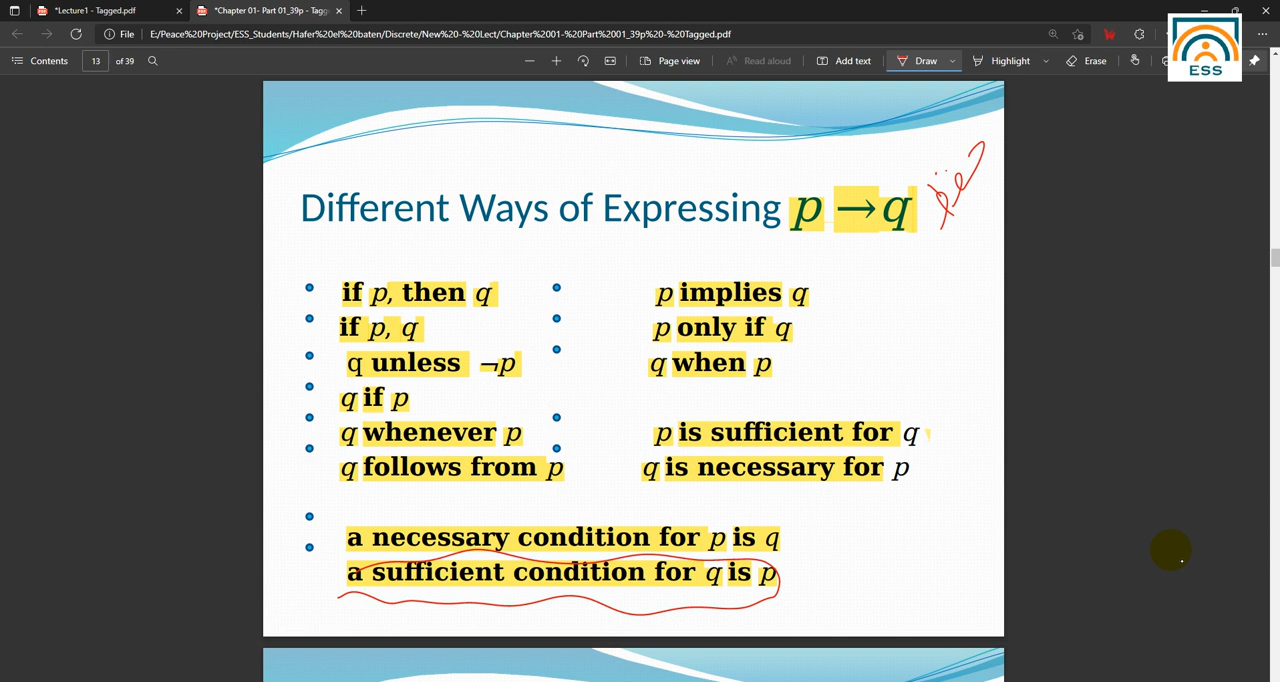 *Lecture1 - Tagged.pdf
*Chapter 01- Part 01_39p - Tagg
File
E:/Peace%20Project/ESS_Students/Hafer%20el%20baten/Discrete/New%20-%20Lect/Chapter%2001-%20Part%2001_39p%20-%20Tagged.pdf
Contents 13 of 39 Page view Read aloud Add text Draw Highlight Erase
ESS
Different Ways of Expressing p →q
if p, then q
p implies q
if p, q
p only if q
q unless ¬p
q when p
q if p
q whenever p
p is sufficient for q
q follows from p
q is necessary for p
a necessary condition for p is q
a sufficient condition for q is p